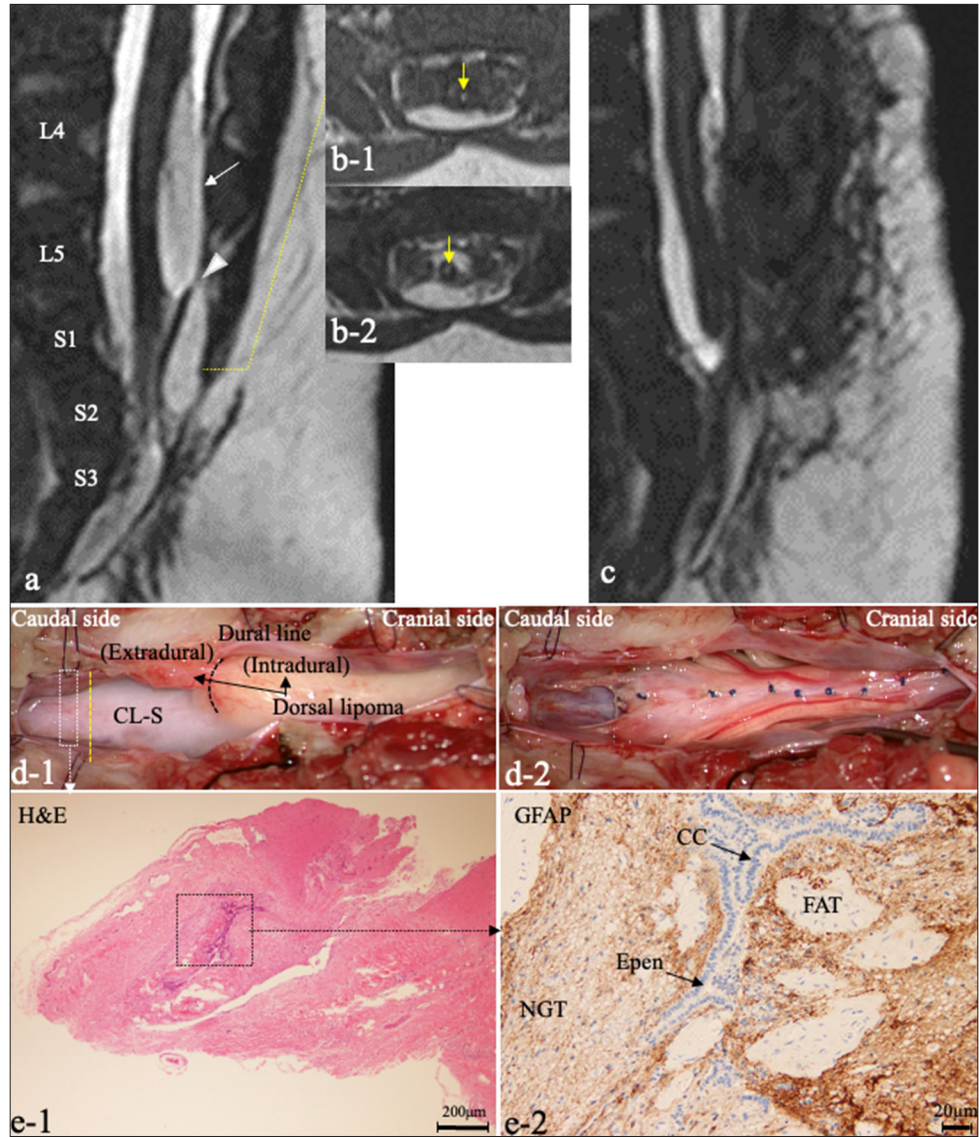 L4
L5
S1
S2
S3
a
b-1
b-2
c
Caudal side
Cranial side
Dural line
(Extradural)
(Intradural)
Dorsal lipoma
CL-S
d-1
Caudal side
Cranial side
d-2
H&E
200μm
e-1
GFAP
CC
FAT
Epen
NGT
20μm
e-2